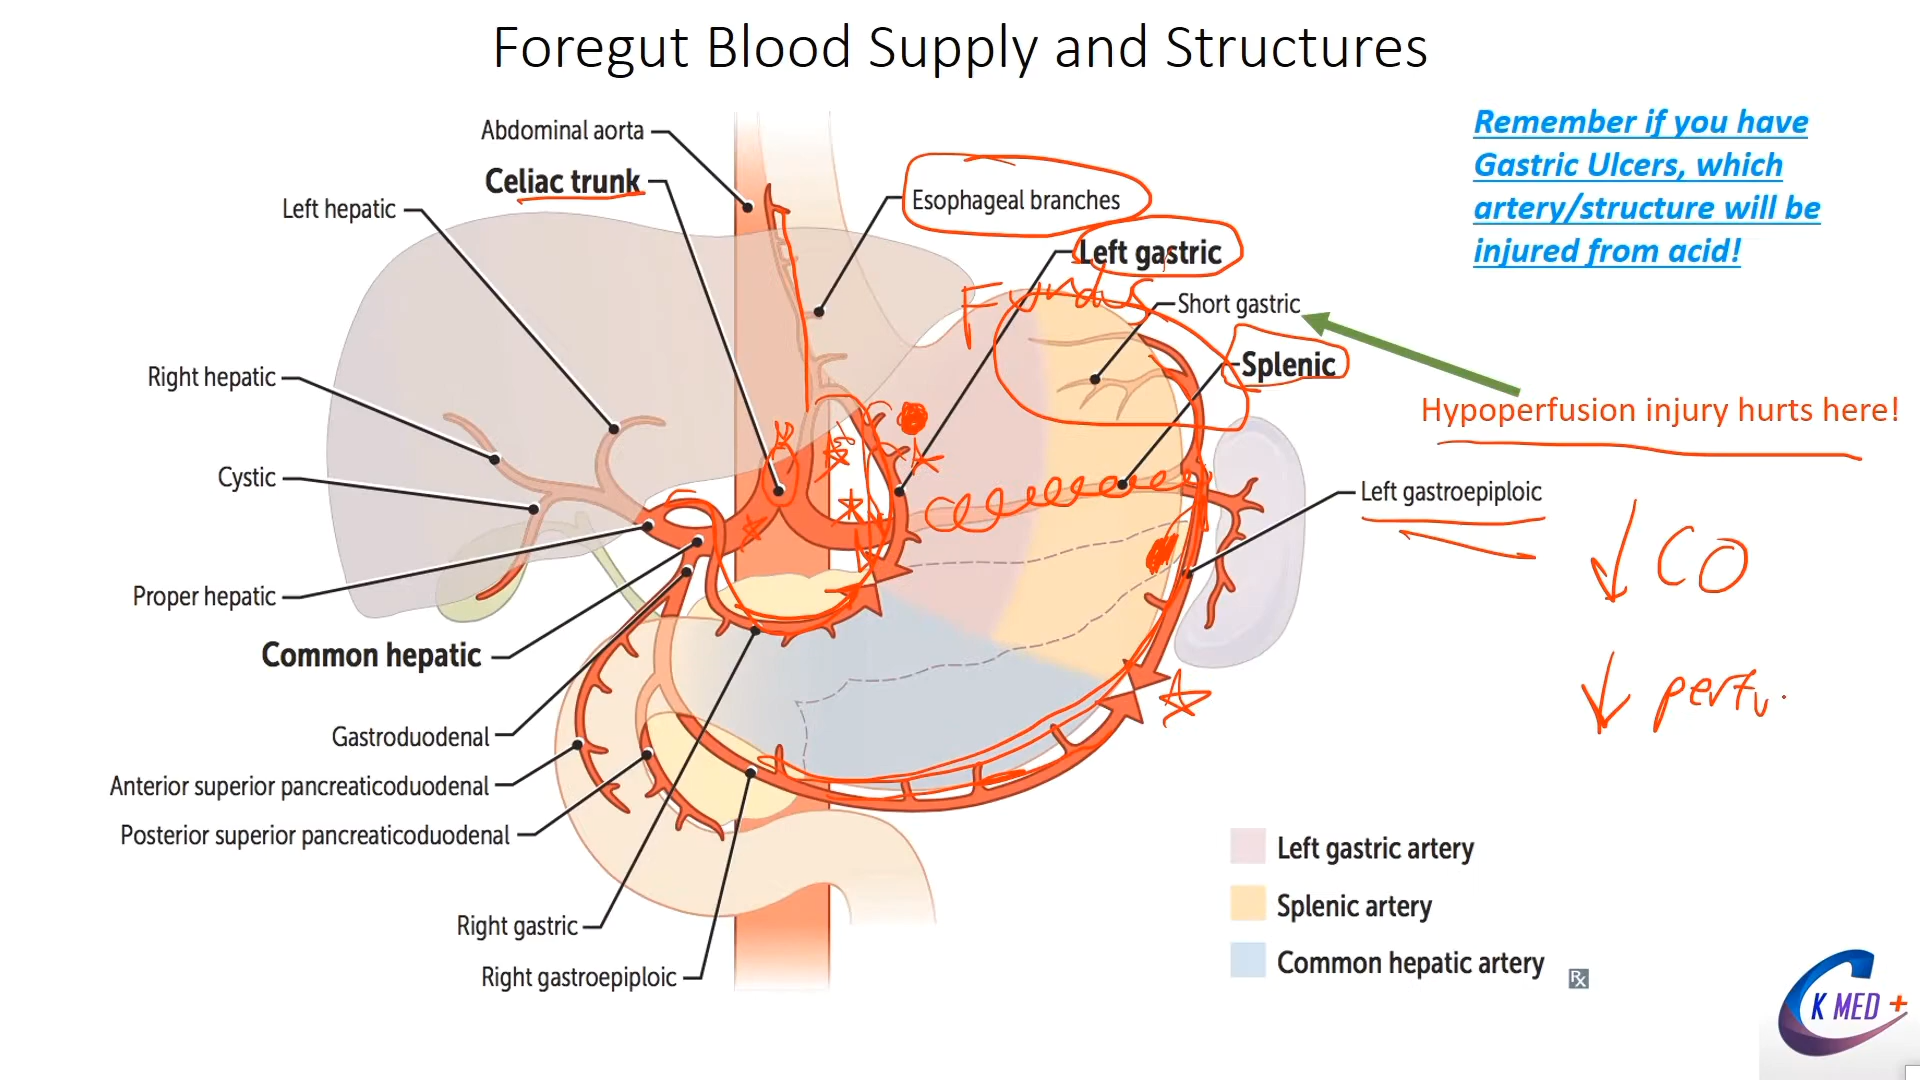 Foregut Blood Supply and Structures
Abdominal aorta
Celiac trunk
Left hepatic
Esophageal branches
Left gastric
Fundus
Short gastric
Splenic
Remember if you have
Gastric Ulcers, which
artery/structure will be
injured from acid!
Right hepatic
Hypoperfusion injury hurts here!
Cystic
Left gastroepiploic
↓ CO
Proper hepatic
Common hepatic
↓ perfu.
Gastroduodenal
Anterior superior pancreaticoduodenal
Posterior superior pancreaticoduodenal
Right gastric
Right gastroepiploic
Left gastric artery
Splenic artery
Common hepatic artery
Rx
CK MED +